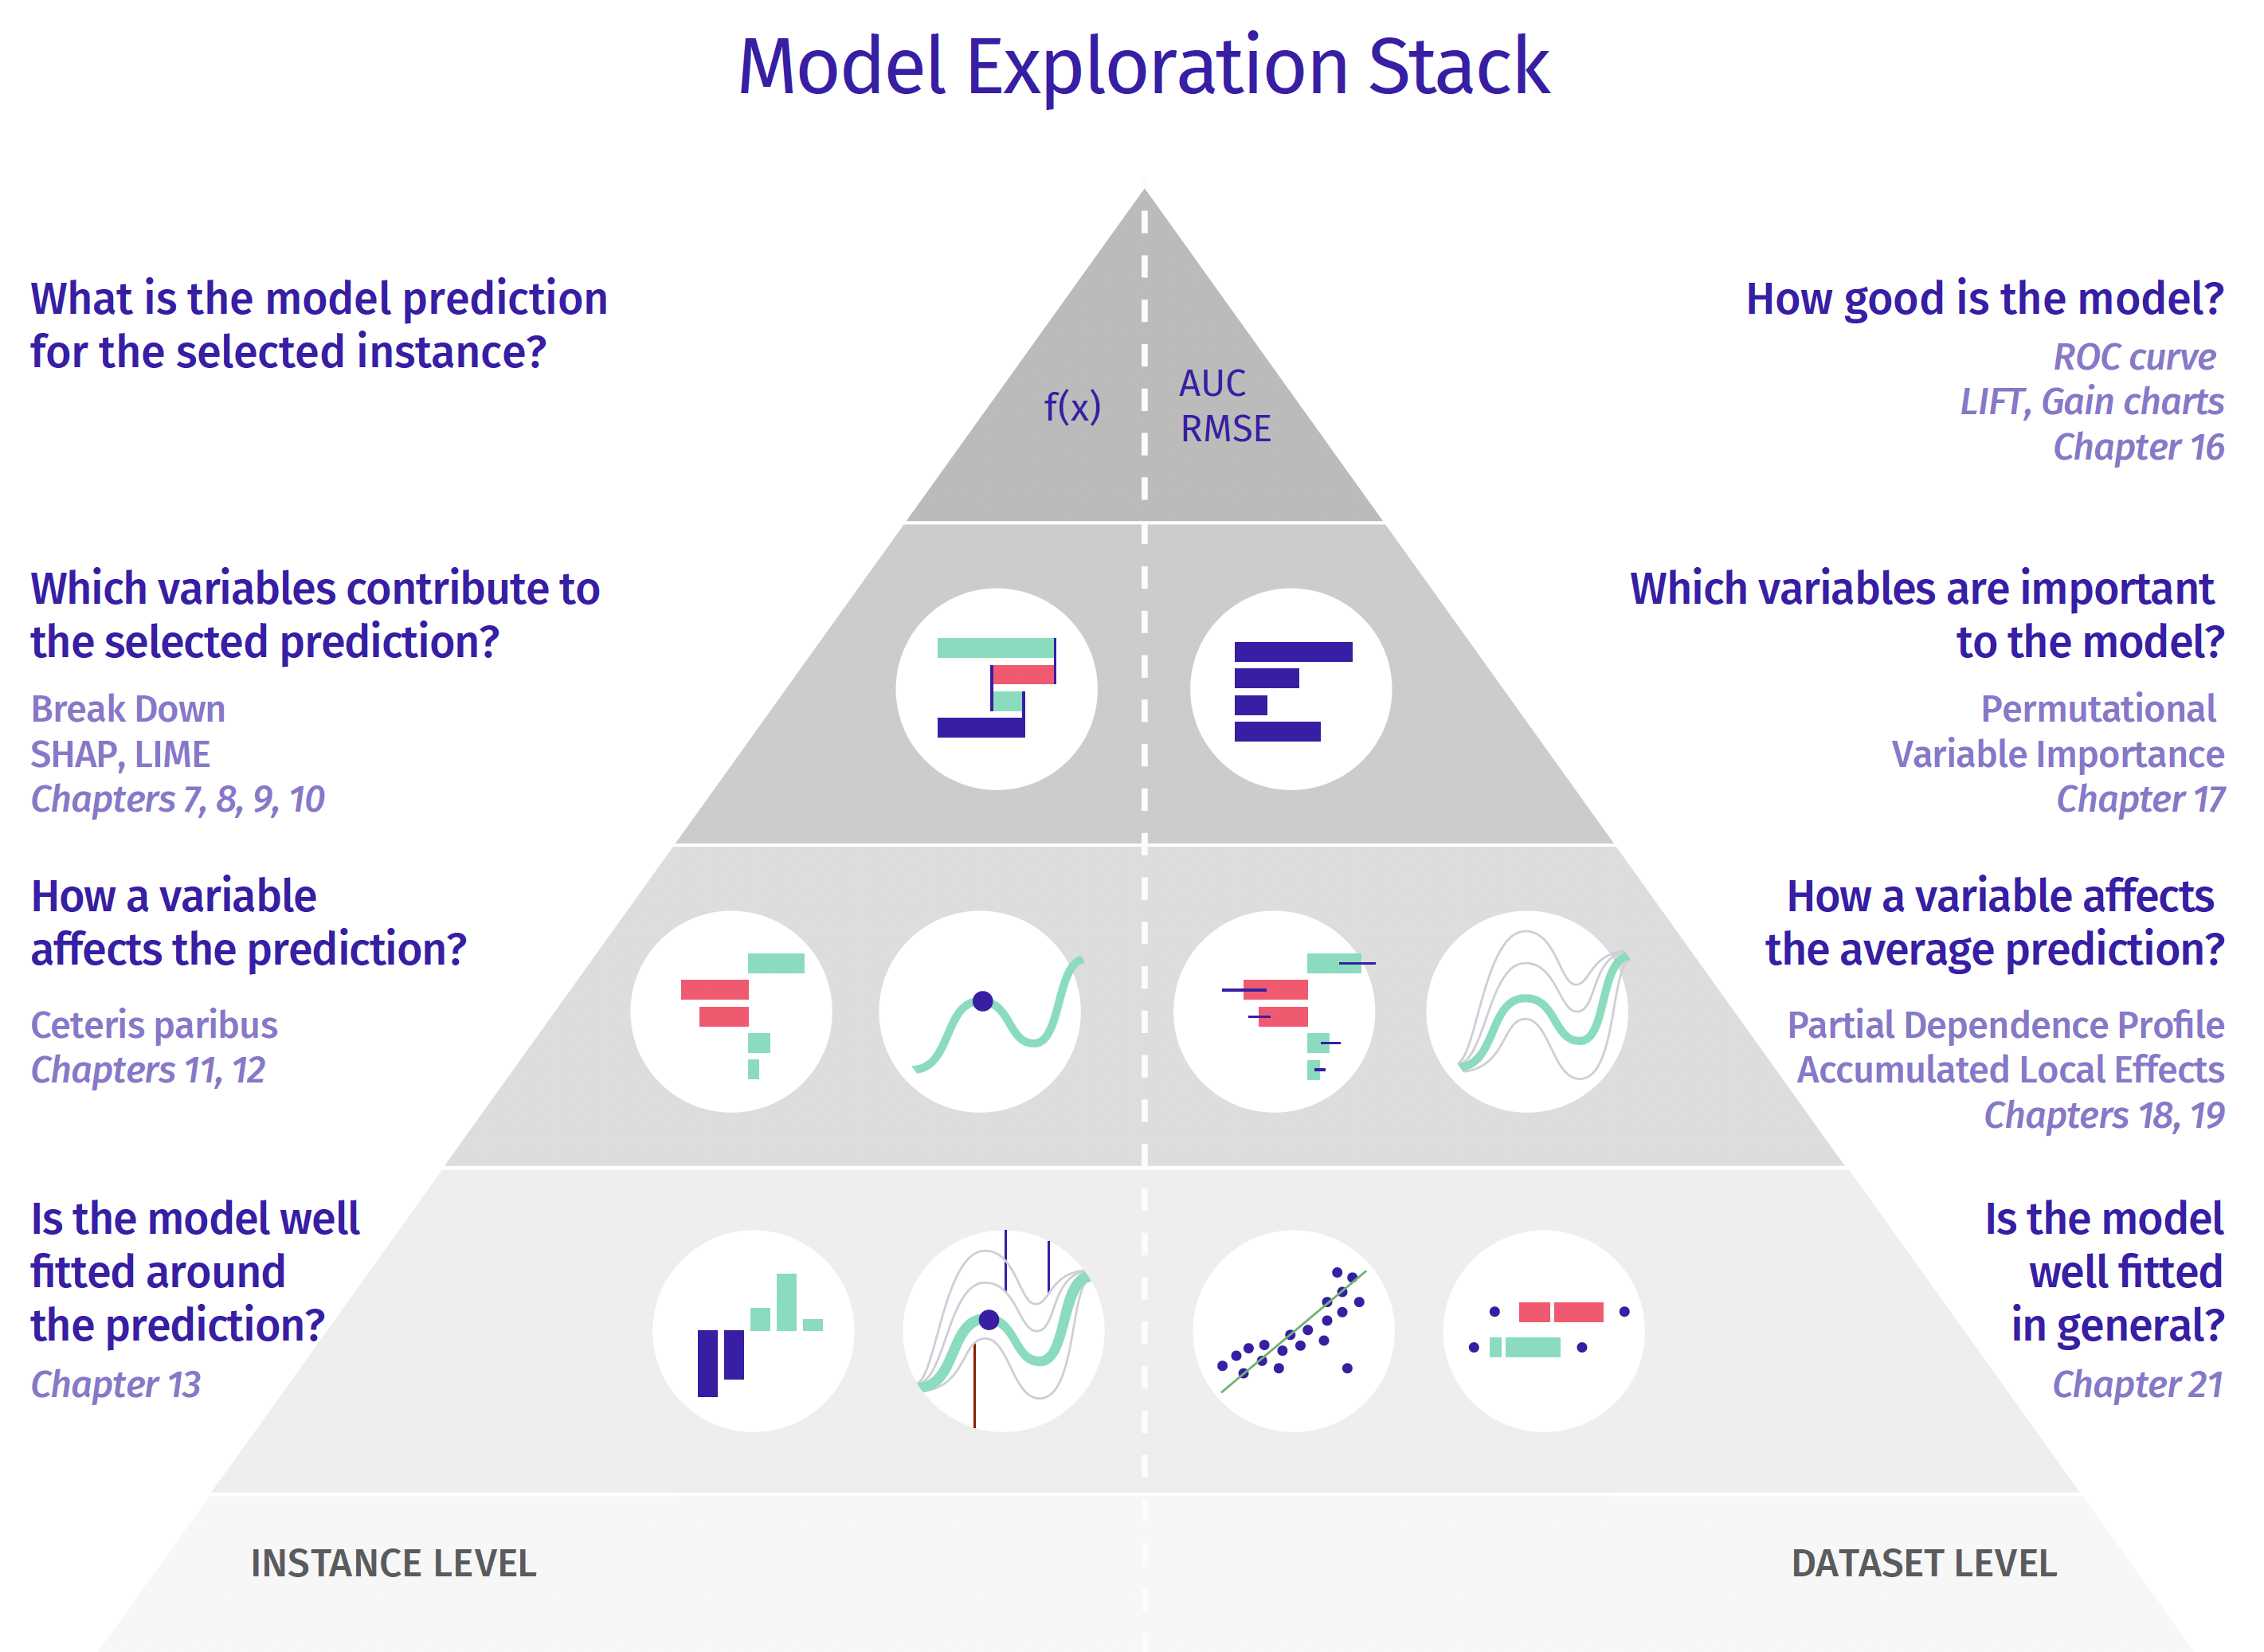 Model Exploration Stack
What is the model prediction
for the selected instance?
f(x)
AUC
RMSE
How good is the model?
ROC curve
LIFT, Gain charts
Chapter 16
Which variables contribute to
the selected prediction?
Break Down
SHAP, LIME
Chapters 7, 8, 9, 10
Which variables are important
to the model?
Permutational
Variable Importance
Chapter 17
How a variable
affects the prediction?
Ceteris paribus
Chapters 11, 12
How a variable affects
the average prediction?
Partial Dependence Profile
Accumulated Local Effects
Chapters 18, 19
Is the model well
fitted around
the prediction?
Chapter 13
Is the model
well fitted
in general?
Chapter 21
INSTANCE LEVEL
DATASET LEVEL